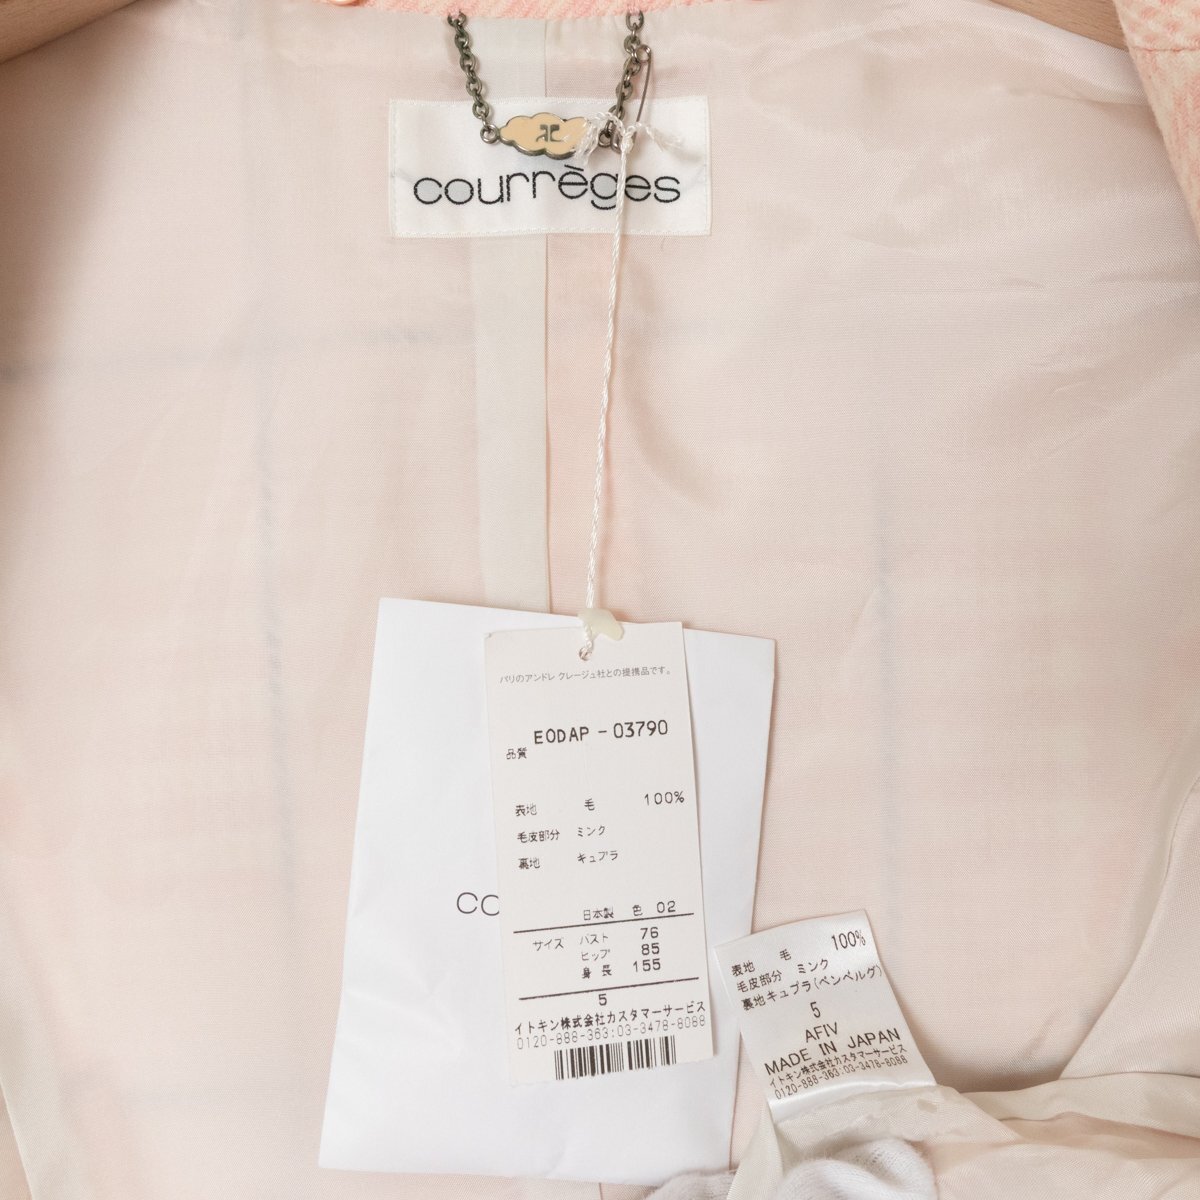 courrèges
パリのアンドレ クレージュ社との提携品です。
EODAP-03790
品質
表地 毛 100%
毛皮部分 ミンク
裏地 キュプラ
日本製 色 02
サイズ バスト 76
ヒップ 85
身長 155
5
イトキン株式会社カスタマーサービス
0120-888-363:03-3478-8088
co
表地 毛 100%
毛皮部分 ミンク
裏地キュプラ(ベンベルグ)
5
AFIV
MADE IN JAPAN
イトキン株式会社カスタマーサービス
0120-888-363:03-3478-8088